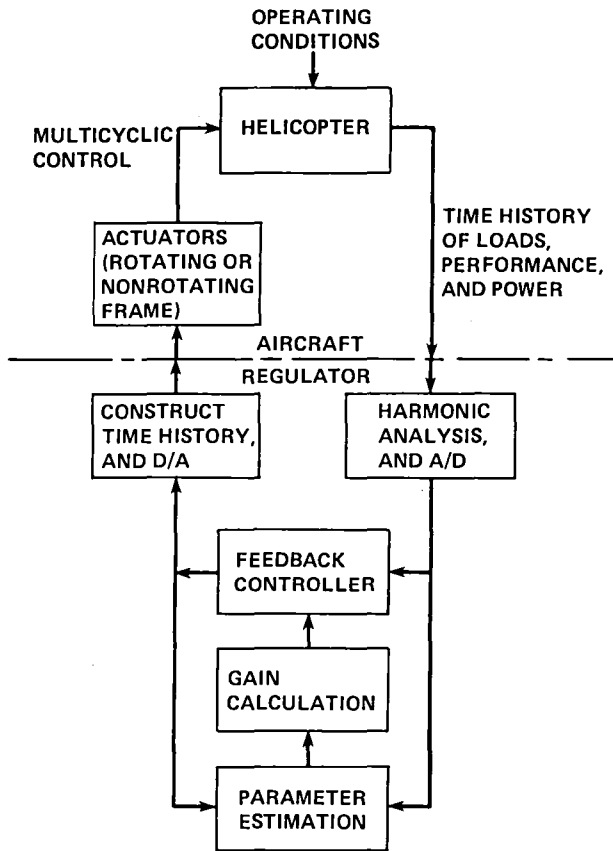 OPERATING
CONDITIONS
HELICOPTER
MULTICYCLIC
CONTROL
ACTUATORS
(ROTATING OR
NONROTATING
FRAME)
TIME HISTORY
OF LOADS,
PERFORMANCE,
AND POWER
AIRCRAFT
REGULATOR
CONSTRUCT
TIME HISTORY,
AND D/A
HARMONIC
ANALYSIS,
AND A/D
FEEDBACK
CONTROLLER
GAIN
CALCULATION
PARAMETER
ESTIMATION